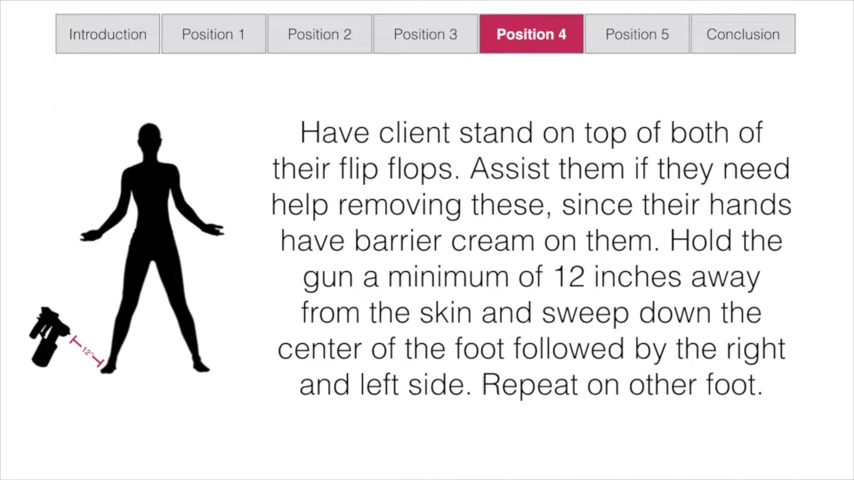 Introduction
Position 1
Position 2
Position 3
Position 4
Position 5
Conclusion
Have client stand on top of both of
their flip flops. Assist them if they need
help removing these, since their hands
have barrier cream on them. Hold the
gun a minimum of 12 inches away
from the skin and sweep down the
center of the foot followed by the right
and left side. Repeat on other foot.
12"